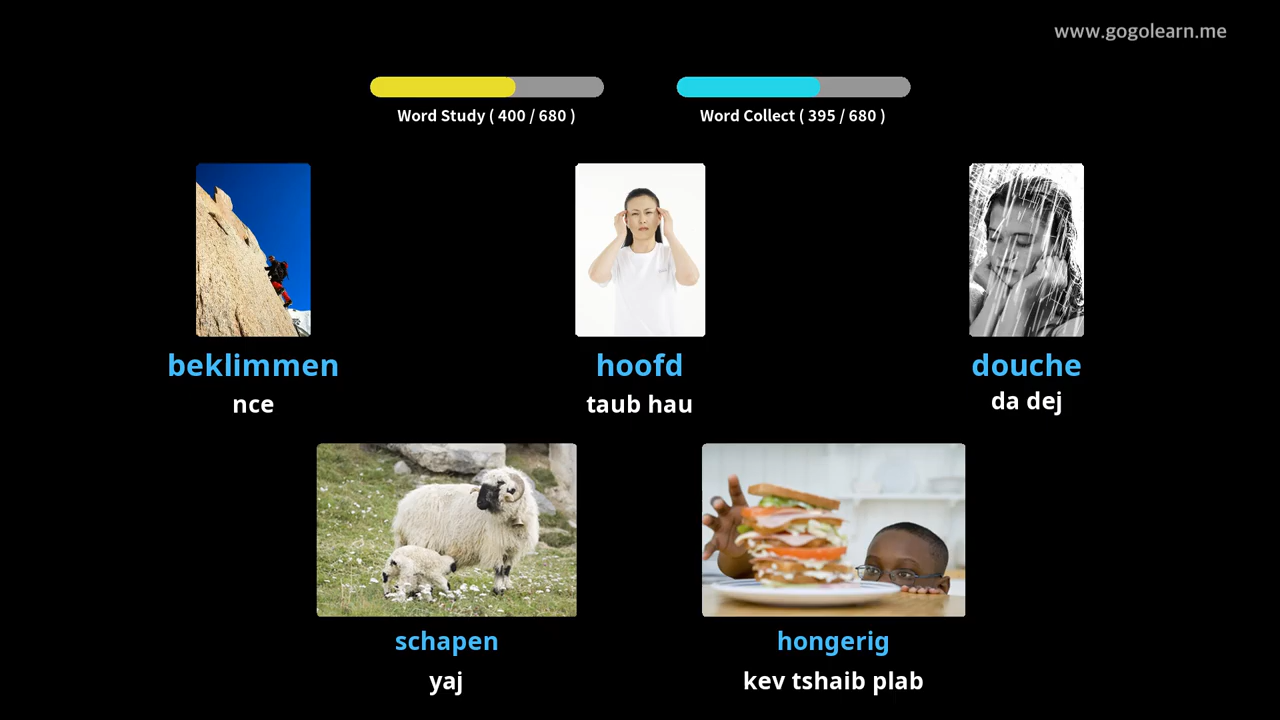 www.gogolearn.me
Word Study ( 400 / 680 )
Word Collect ( 395 / 680 )
beklimmen
nce
hoofd
taub hau
douche
da dej
schapen
yaj
hongerig
kev tshaib plab